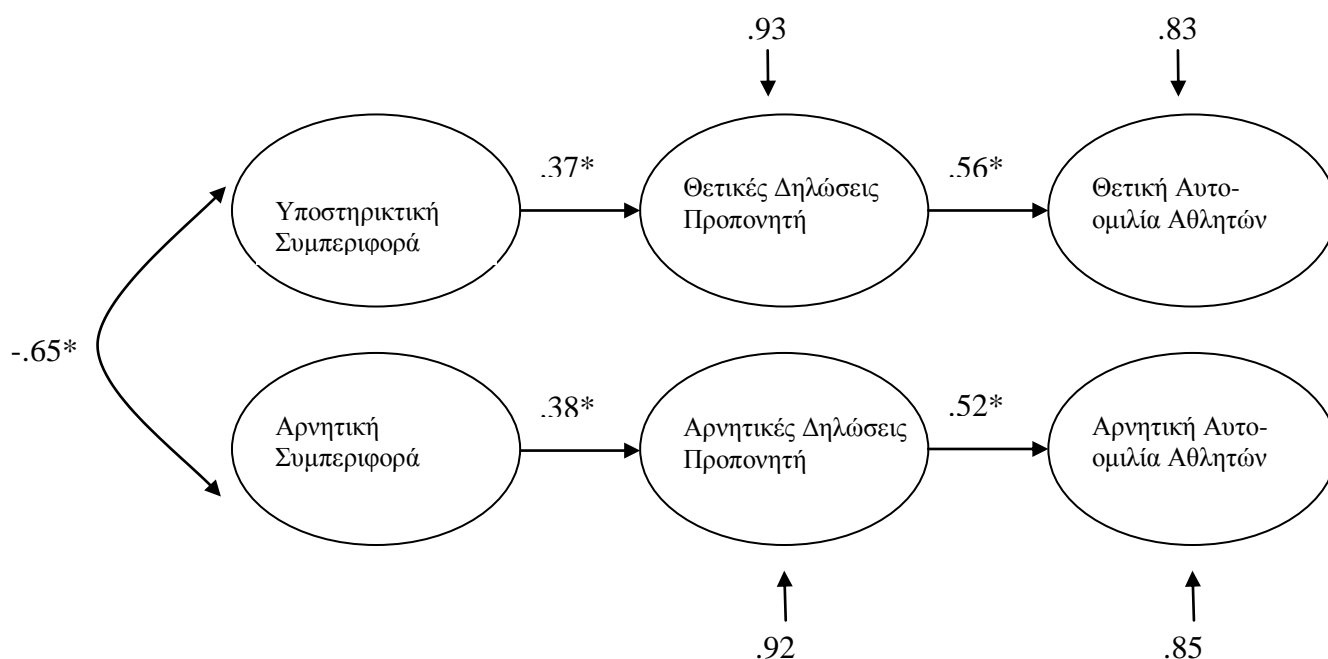 .93
.83
.37*
.56*
Υποστηρικτική
Συμπεριφορά
Θετικές Δηλώσεις
Προπονητή
Θετική Αυτο-
ομιλία Αθλητών
-.65*
.38*
.52*
Αρνητική
Συμπεριφορά
Αρνητικές Δηλώσεις
Προπονητή
Αρνητική Αυτο-
ομιλία Αθλητών
.92
.85